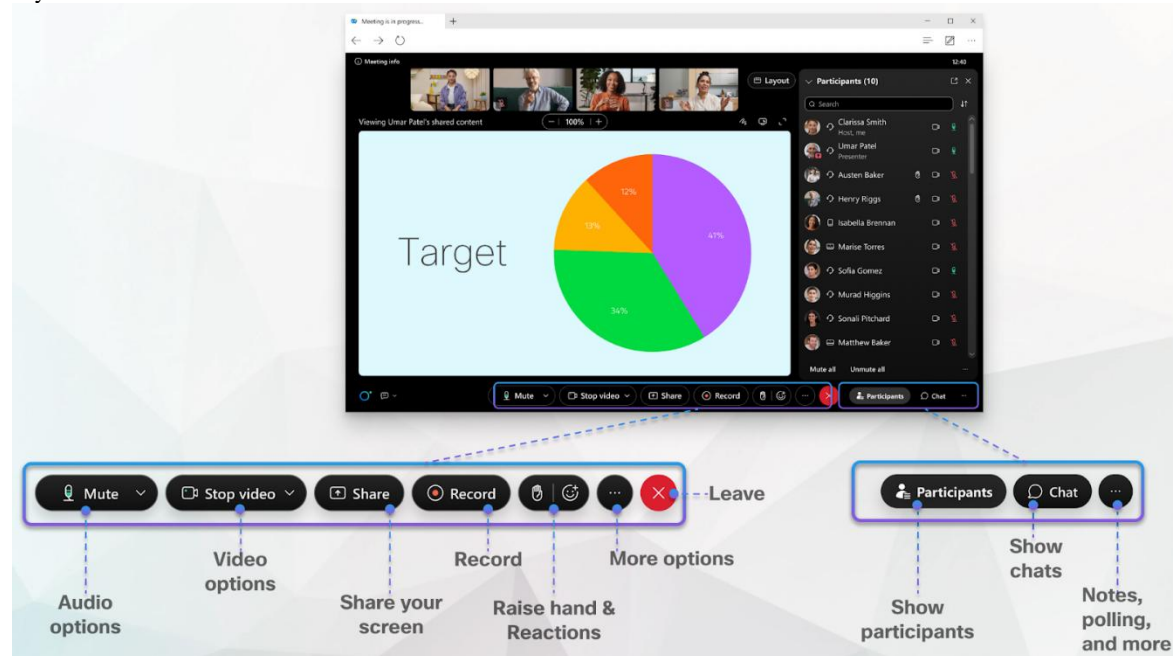 Meeting is in progress..
Meeting info
12:40
Layout
Participants (10)
Search
Viewing Umar Patel's shared content
100%
Clarissa Smith
Host, me
Umar Patel
Presenter
Austen Baker
Henry Riggs
Isabella Brennan
Marise Torres
Sofia Gomez
Murad Higgins
Sonali Pitchard
Matthew Baker
Mute all Unmute all
Target
12%
13%
41%
34%
Mute Stop video Share Record
Participants Chat
Mute Stop video Share Record
Leave
Participants Chat
Audio
options
Video
options
Share your
screen
Record
Raise hand &
Reactions
More options
Show
participants
Show
chats
Notes,
polling,
and more